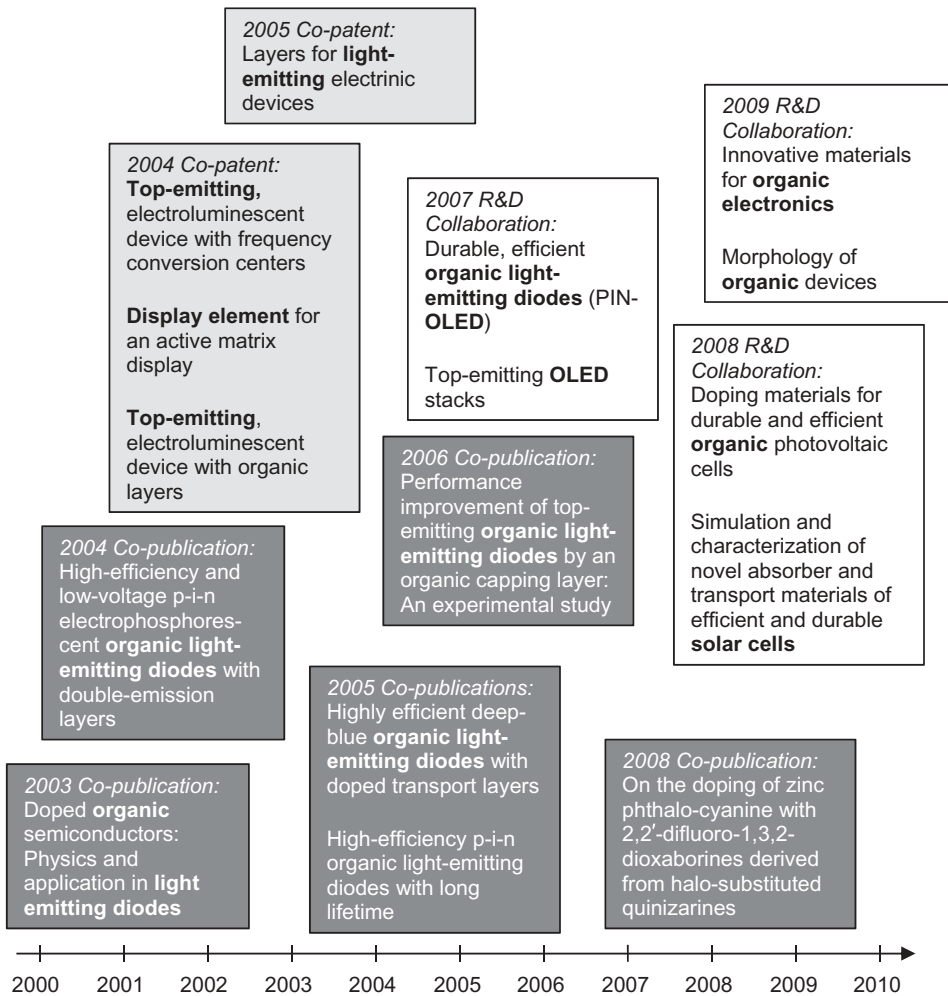 2005 Co-patent:
Layers for light-
emitting electrinic
devices
2004 Co-patent:
Top-emitting,
electroluminescent
device with frequency
conversion centers
Display element for
an active matrix
display
Top-emitting,
electroluminescent
device with organic
layers
2007 R&D
Collaboration:
Durable, efficient
organic light-
emitting diodes (PIN-
OLED)
Top-emitting OLED
stacks
2009 R&D
Collaboration:
Innovative materials
for organic
electronics
Morphology of
organic devices
2008 R&D
Collaboration:
Doping materials for
durable and efficient
organic photovoltaic
cells
Simulation and
characterization of
novel absorber and
transport materials of
efficient and durable
solar cells
2006 Co-publication:
Performance
improvement of top-
emitting organic light-
emitting diodes by an
organic capping layer:
An experimental study
2004 Co-publication:
High-efficiency and
low-voltage p-i-n
electrophosphores-
cent organic light-
emitting diodes with
double-emission
layers
2005 Co-publications:
Highly efficient deep-
blue organic light-
emitting diodes with
doped transport layers
High-efficiency p-i-n
organic light-emitting
diodes with long
lifetime
2003 Co-publication:
Doped organic
semiconductors:
Physics and
application in light
emitting diodes
2008 Co-publication:
On the doping of zinc
phthalo-cyanine with
2,2′-difluoro-1,3,2-
dioxaborines derived
from halo-substituted
quinizarines
2000 2001 2002 2003 2004 2005 2006 2007 2008 2009 2010